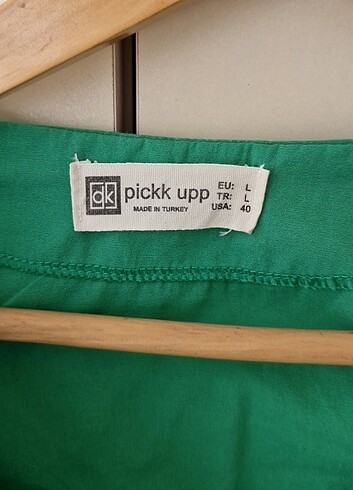 dk pickk upp
MADE IN TURKEY
EU: L
TR: L
USA: 40